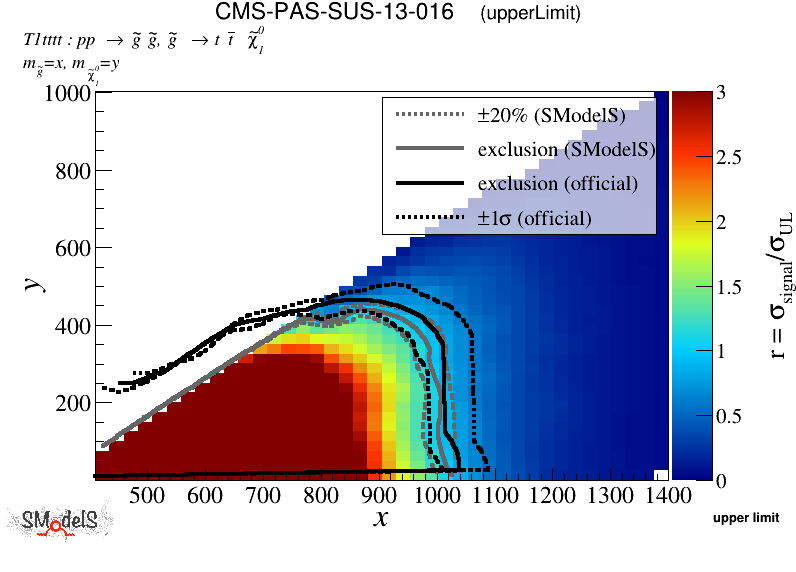 CMS-PAS-SUS-13-016 (upperLimit)
T1tttt : pp → g̃ g̃, g̃ → t t̄ χ̃₁⁰
m_g̃=x, m_χ̃₁⁰=y
1000
800
600
400
200
y
±20% (SModelS)
exclusion (SModelS)
exclusion (official)
±1σ (official)
500 600 700 800 900 1000 1100 1200 1300 1400
x
3
2.5
2
1.5
1
0.5
0
r = σ_signal/σ_UL
SModelS
upper limit